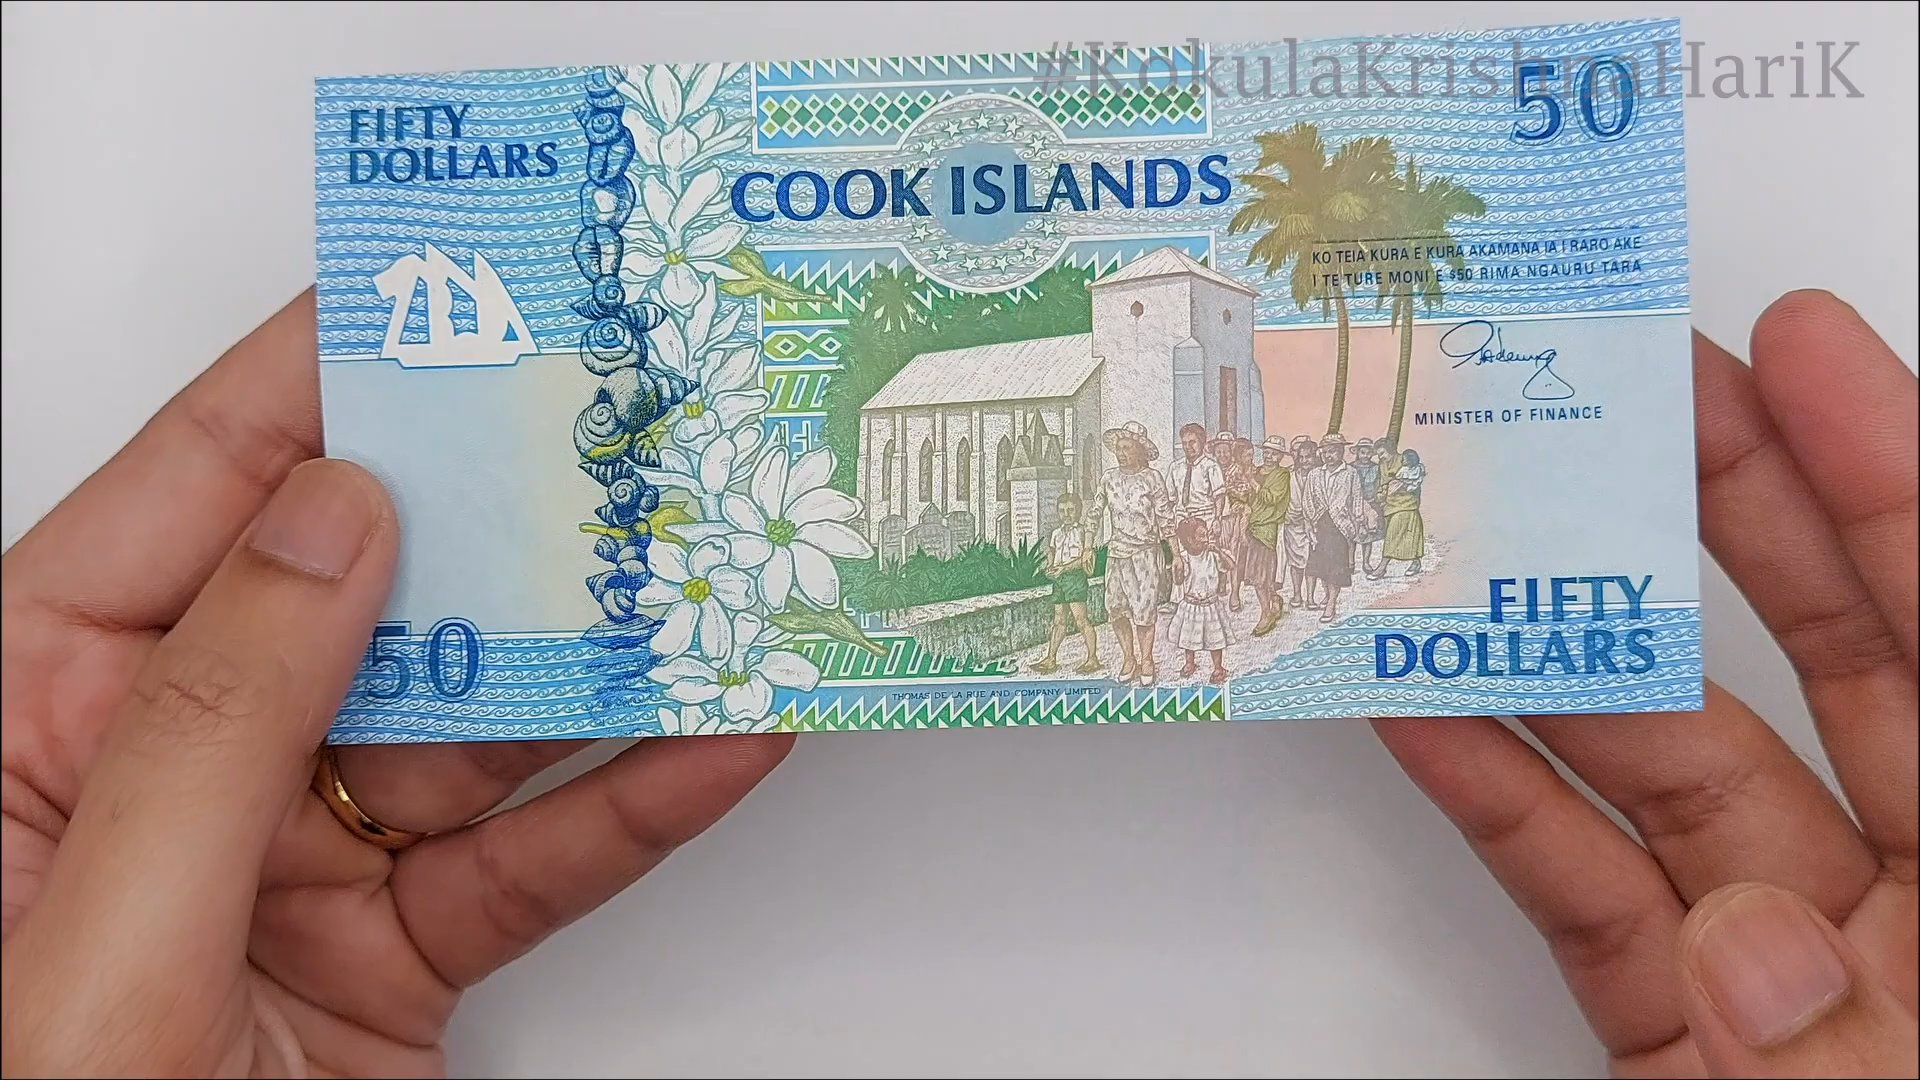 #KokulaKrishnaHariK
FIFTY
DOLLARS
50
COOK ISLANDS
KO TEIA KURA E KURA AKAMANA IA I RARO AKE
I TE TURE MONI E $50 RIMA NGAURU TARA
MINISTER OF FINANCE
50
FIFTY
DOLLARS
THOMAS DE LA RUE AND COMPANY LIMITED